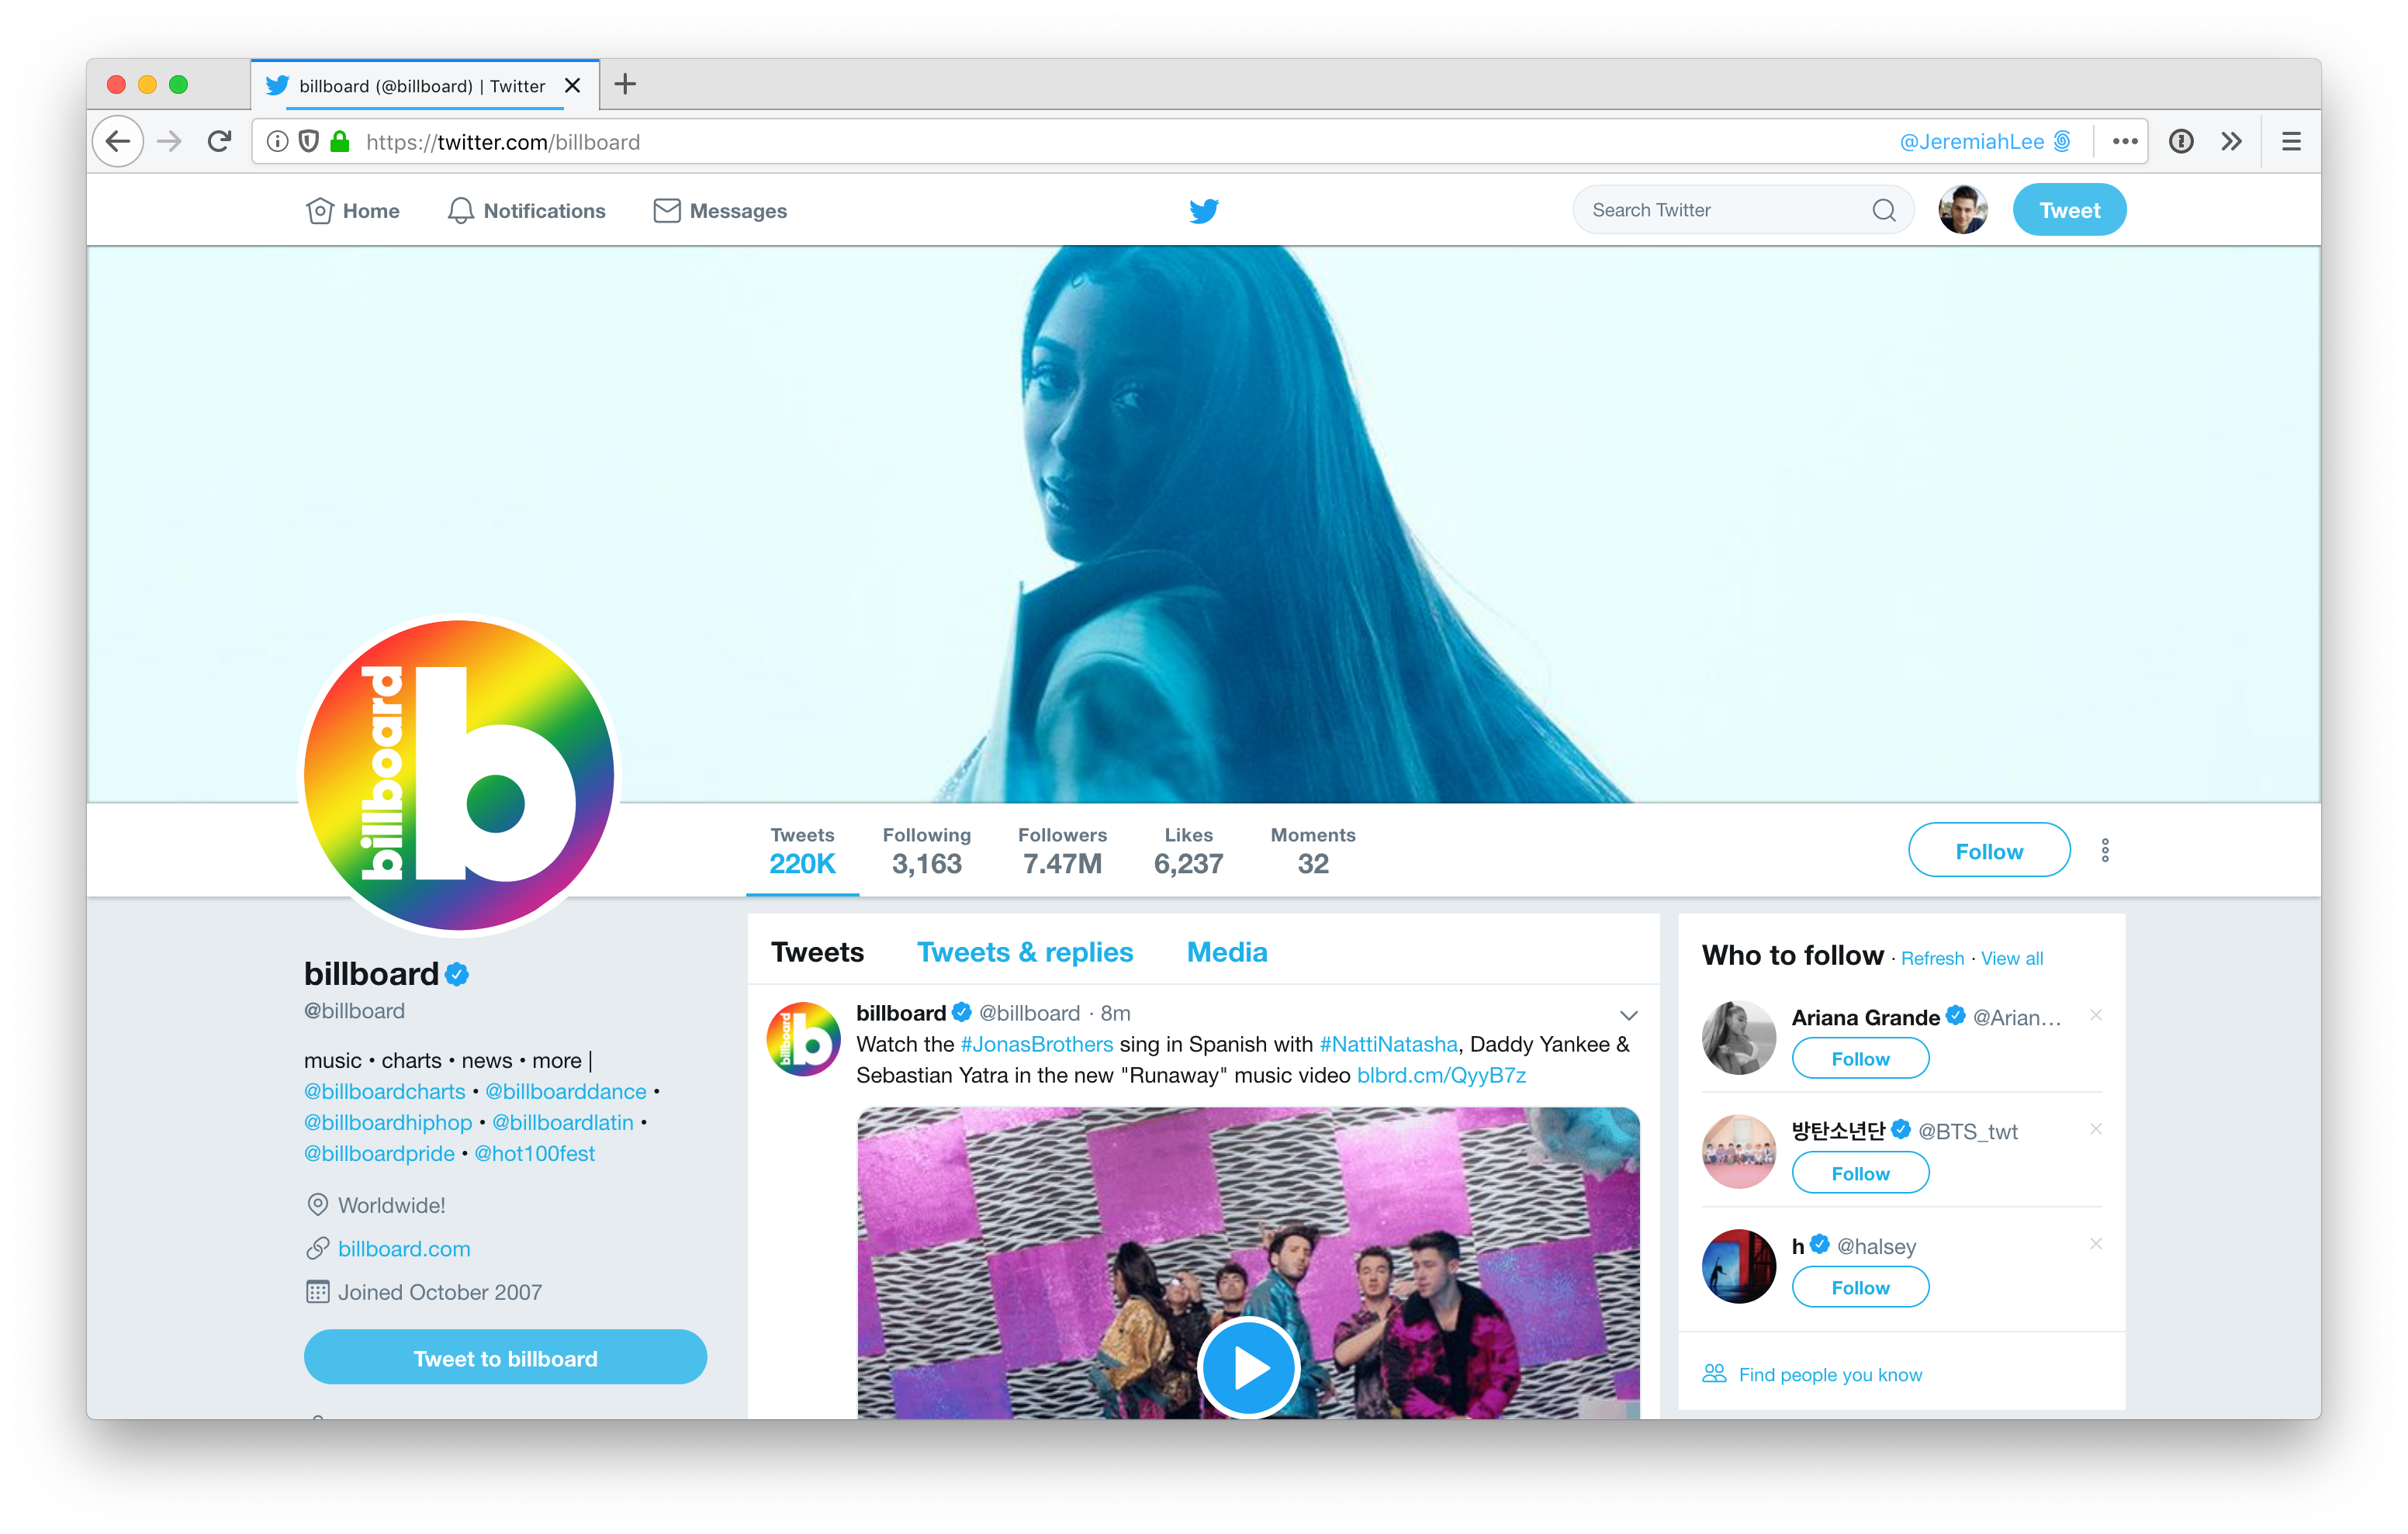 billboard (@billboard) | Twitter
https://twitter.com/billboard
@JeremiahLee
Home
Notifications
Messages
Search Twitter
Tweet
billboard
b
Tweets
220K
Following
3,163
Followers
7.47M
Likes
6,237
Moments
32
Follow
billboard
@billboard
music • charts • news • more |
@billboardcharts • @billboarddance •
@billboardhiphop • @billboardlatin •
@billboardpride • @hot100fest
Worldwide!
billboard.com
Joined October 2007
Tweet to billboard
Tweets
Tweets & replies
Media
billboard
b
billboard @billboard · 8m
Watch the #JonasBrothers sing in Spanish with #NattiNatasha, Daddy Yankee &
Sebastian Yatra in the new "Runaway" music video blbrd.cm/QyyB7z
Who to follow · Refresh · View all
Ariana Grande @Arian…
Follow
방탄소년단 @BTS_twt
Follow
h @halsey
Follow
Find people you know